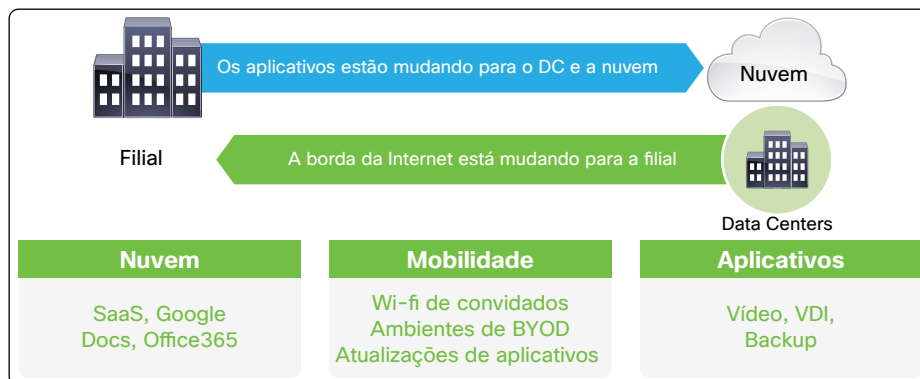 Os aplicativos estão mudando para o DC e a nuvem
Nuvem
Filial
A borda da Internet está mudando para a filial
Data Centers
Nuvem
SaaS, Google
Docs, Office365
Mobilidade
Wi-fi de convidados
Ambientes de BYOD
Atualizações de aplicativos
Aplicativos
Vídeo, VDI,
Backup